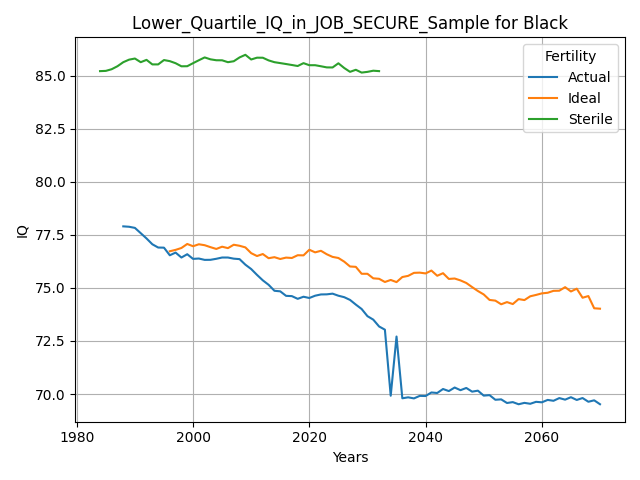 Lower_Quartile_IQ_in_JOB_SECURE_Sample for Black
Fertility
Actual
Ideal
Sterile
85.0
82.5
80.0
77.5
75.0
72.5
70.0
IQ
1980
2000
2020
2040
2060
Years